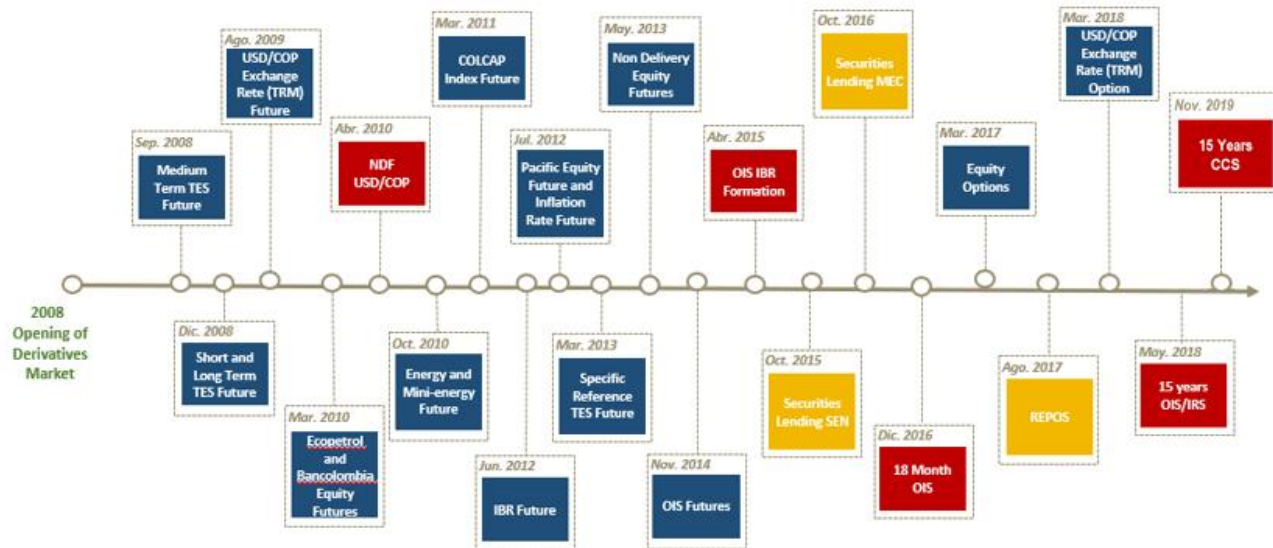 Sep. 2008
Medium
Term TES
Future
Ago. 2009
USD/COP
Exchange
Rete (TRM)
Future
Abr. 2010
NDF
USD/COP
Mar. 2011
COLCAP
Index Future
Jul. 2012
Pacific Equity
Future and
Inflation
Rate Future
May. 2013
Non Delivery
Equity
Futures
Abr. 2015
OIS IBR
Formation
Oct. 2016
Securities
Lending MEC
Mar. 2017
Equity
Options
Mar. 2018
USD/COP
Exchange
Rate (TRM)
Option
Nov. 2019
15 Years
CCS
2008
Opening of
Derivatives
Market
Dic. 2008
Short and
Long Term
TES Future
Mar. 2010
Ecopetrol
and
Bancolombia
Equity
Futures
Oct. 2010
Energy and
Mini-energy
Future
Jun. 2012
IBR Future
Mar. 2013
Specific
Reference
TES Future
Nov. 2014
OIS Futures
Oct. 2015
Securities
Lending SEN
Dic. 2016
18 Month
OIS
Ago. 2017
REPOS
May. 2018
15 years
OIS/IRS